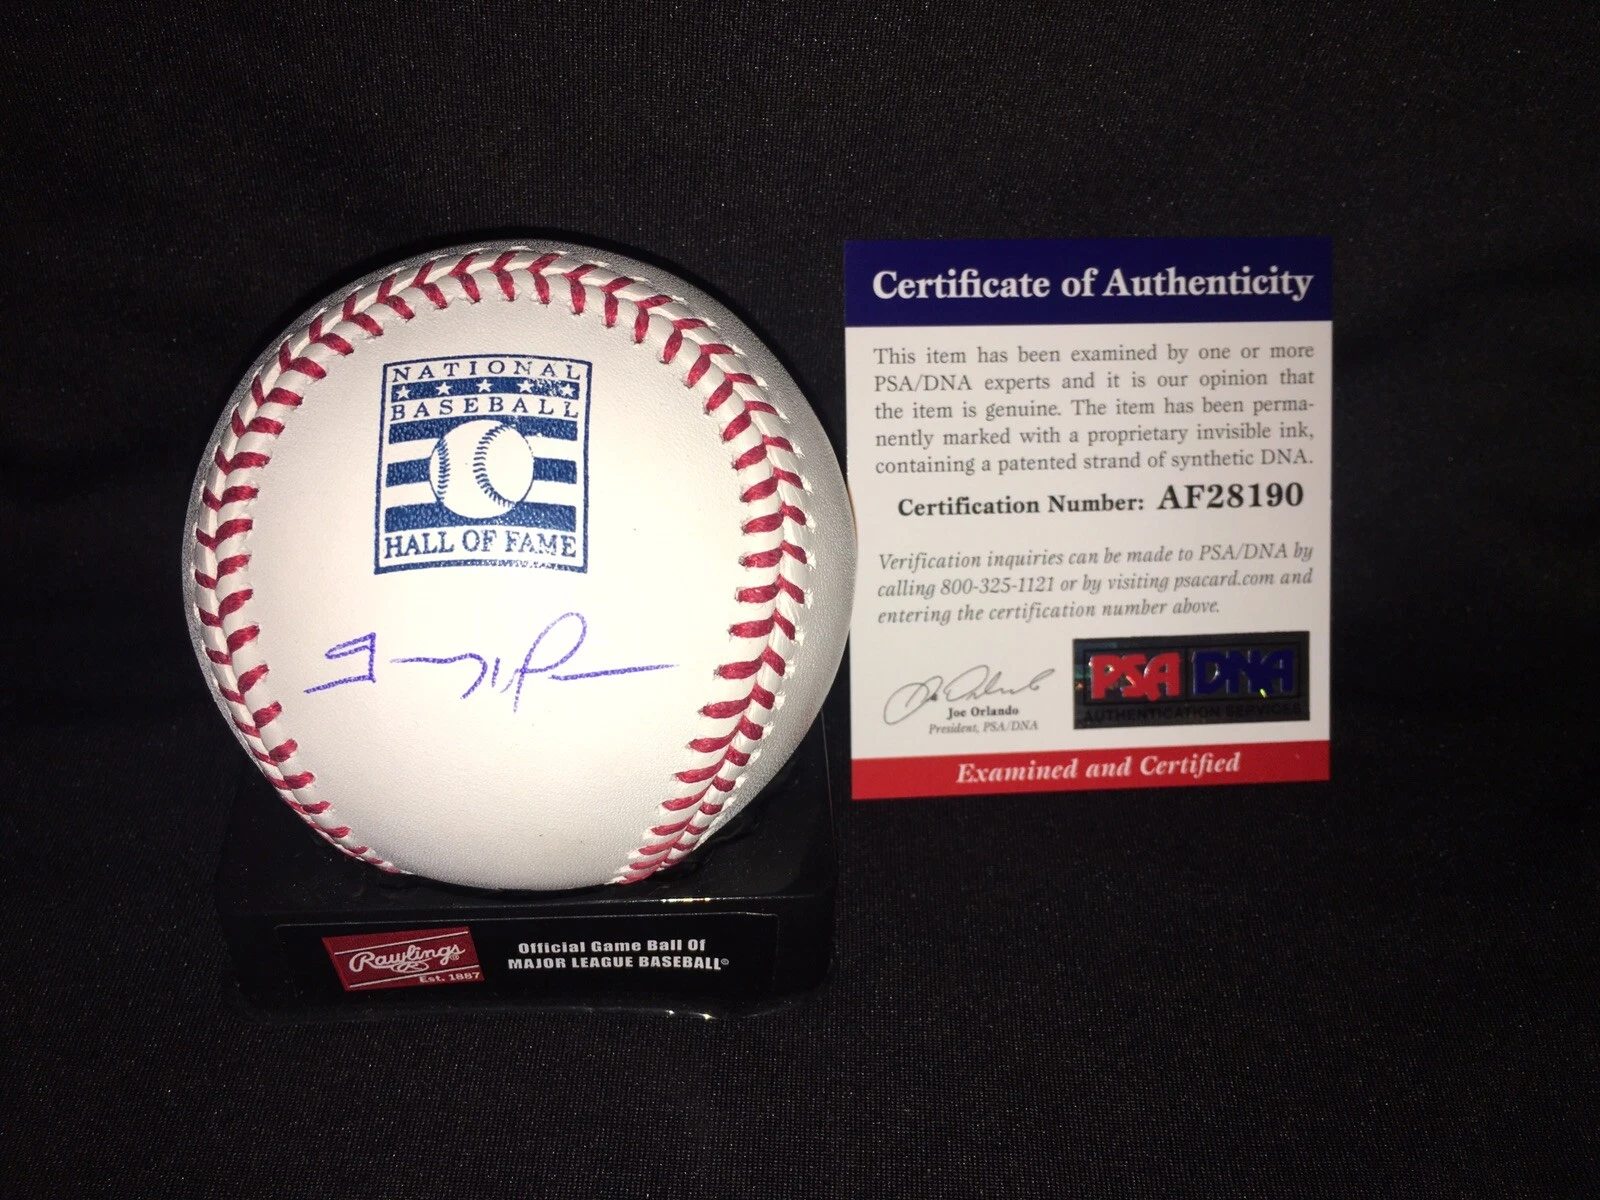 NATIONAL
BASEBALL
HALL OF FAME
Rawlings®
Est. 1887
Official Game Ball Of
MAJOR LEAGUE BASEBALL®
Certificate of Authenticity
This item has been examined by one or more
PSA/DNA experts and it is our opinion that
the item is genuine. The item has been perma-
nently marked with a proprietary invisible ink,
containing a patented strand of synthetic DNA.
Certification Number: AF28190
Verification inquiries can be made to PSA/DNA by
calling 800-325-1121 or by visiting psacard.com and
entering the certification number above.
Joe Orlando
President, PSA/DNA
PSA DNA
AUTHENTICATION SERVICES
Examined and Certified